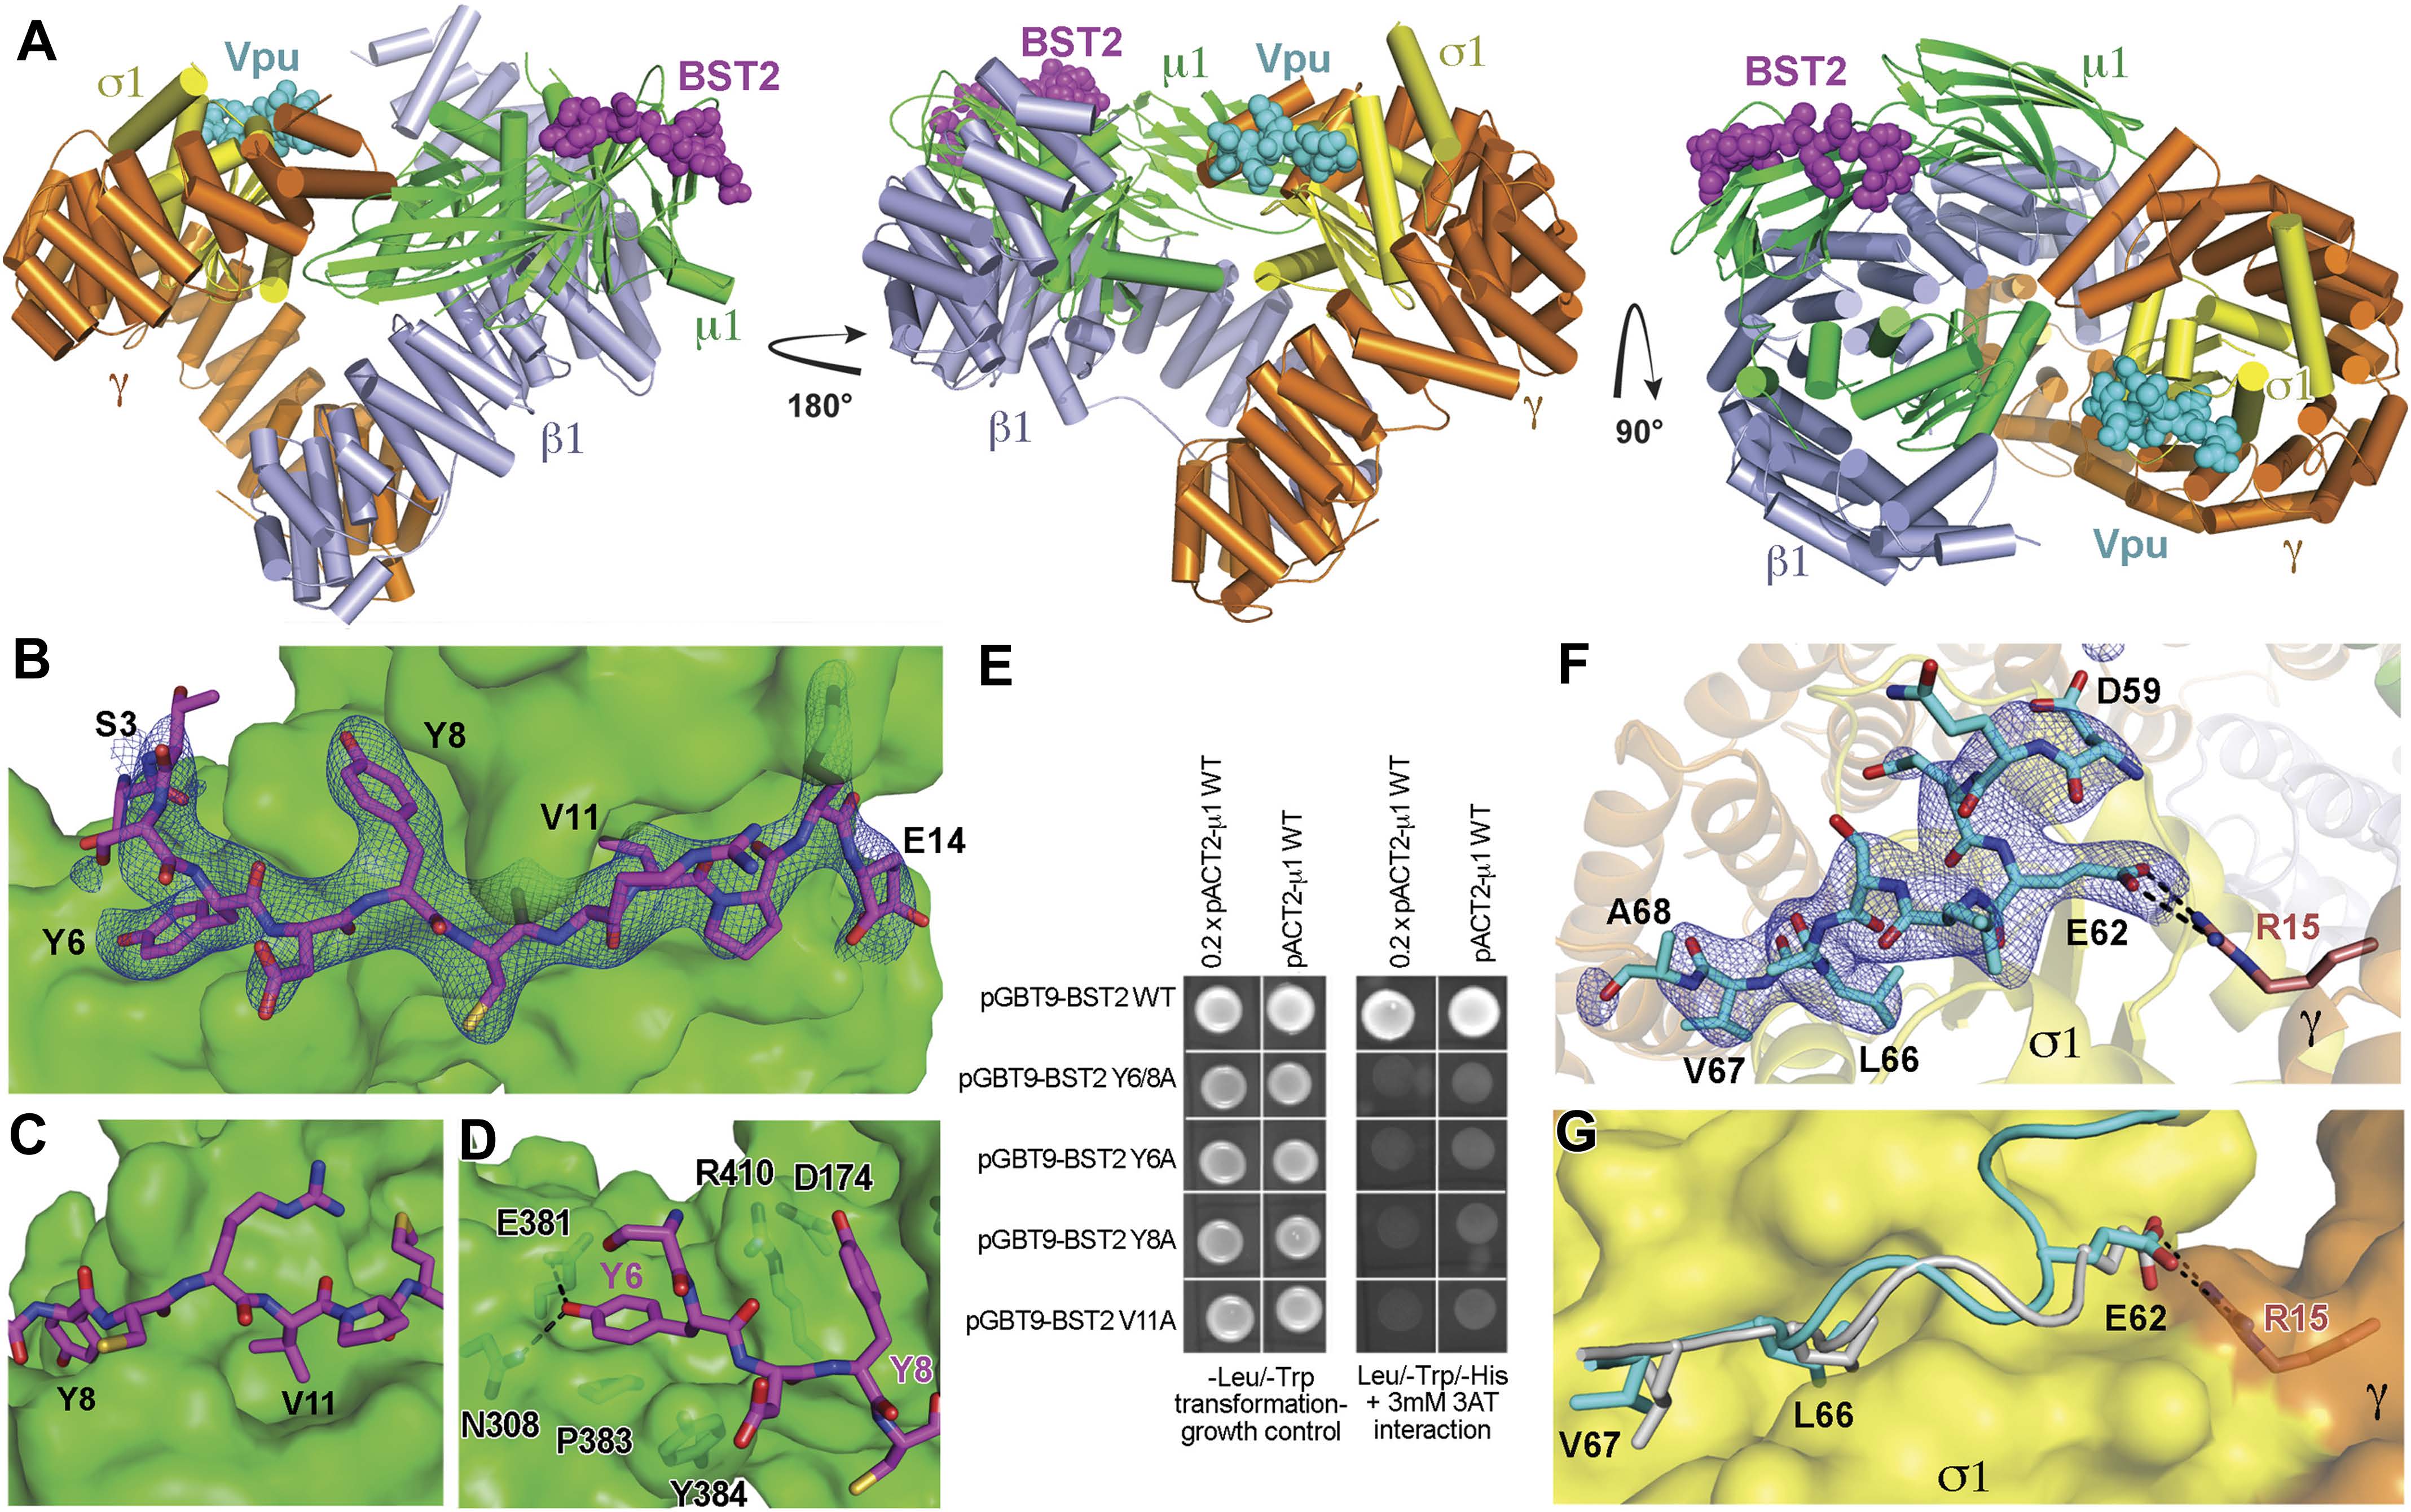 A
σ1
Vpu
BST2
γ
β1
μ1
180°
BST2
μ1
Vpu
σ1
β1
γ
90°
BST2
μ1
σ1
β1
Vpu
γ
B
S3
Y8
V11
E14
Y6
C
Y8
V11
D
R410
D174
E381
Y6
Y8
N308
P383
Y384
E
0.2 x pACT2-μ1 WT
pACT2-μ1 WT
0.2 x pACT2-μ1 WT
pACT2-μ1 WT
pGBT9-BST2 WT
pGBT9-BST2 Y6/8A
pGBT9-BST2 Y6A
pGBT9-BST2 Y8A
pGBT9-BST2 V11A
-Leu/-Trp
transformation-
growth control
Leu/-Trp/-His
+ 3mM 3AT
interaction
F
D59
A68
E62
R15
V67
L66
σ1
γ
G
E62
R15
L66
V67
σ1
γ